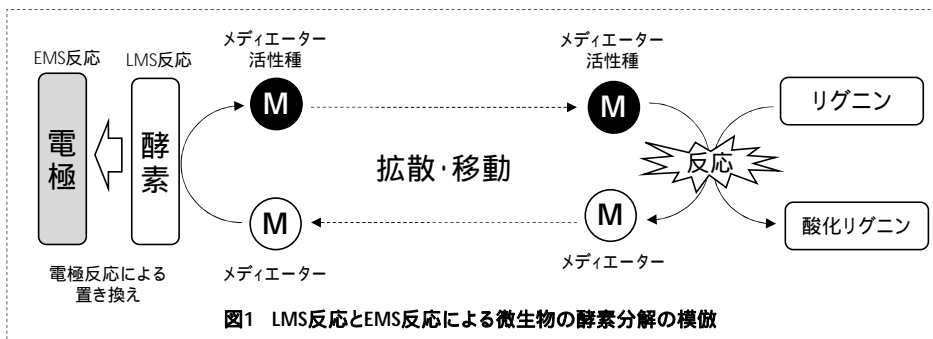 EMS反応
LMS反応
メディエーター
活性種
メディエーター
活性種
電極
酵素
M
M
リグニン
拡散・移動
反応
M
M
酸化リグニン
メディエーター
メディエーター
電極反応による
置き換え
図1 LMS反応とEMS反応による微生物の酵素分解の模倣